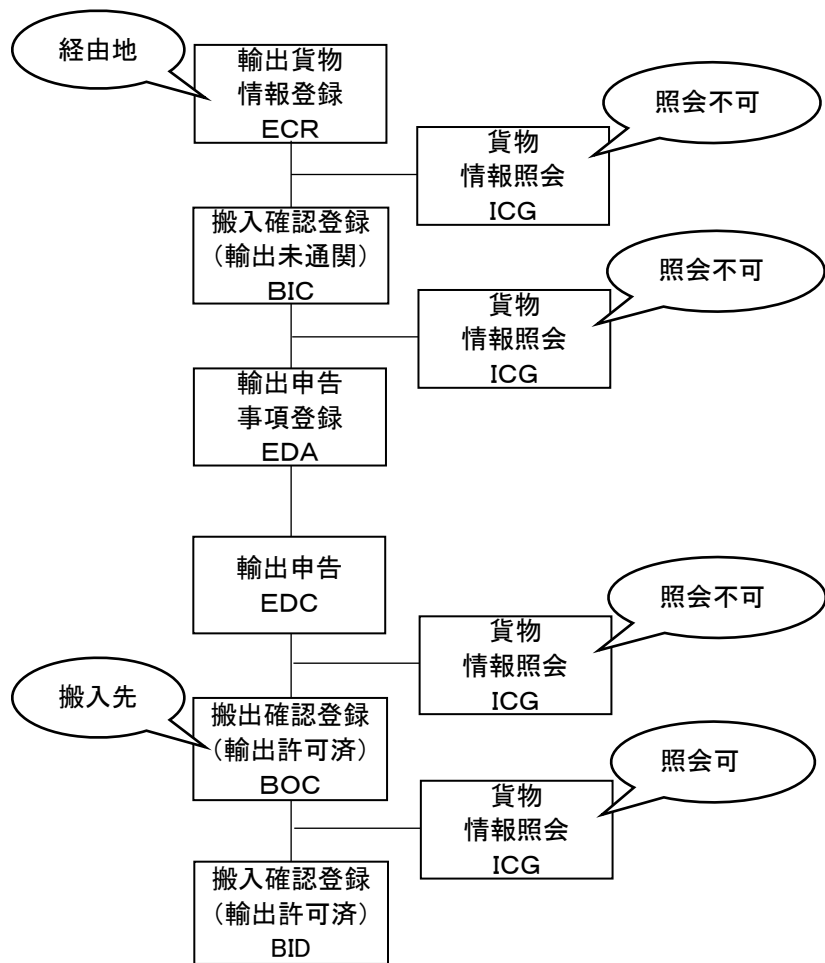 経由地
輸出貨物
情報登録
ECR
照会不可
貨物
情報照会
ICG
搬入確認登録
（輸出未通関）
BIC
照会不可
貨物
情報照会
ICG
輸出申告
事項登録
EDA
輸出申告
EDC
照会不可
貨物
情報照会
ICG
搬入先
搬出確認登録
（輸出許可済）
BOC
照会可
貨物
情報照会
ICG
搬入確認登録
（輸出許可済）
BID